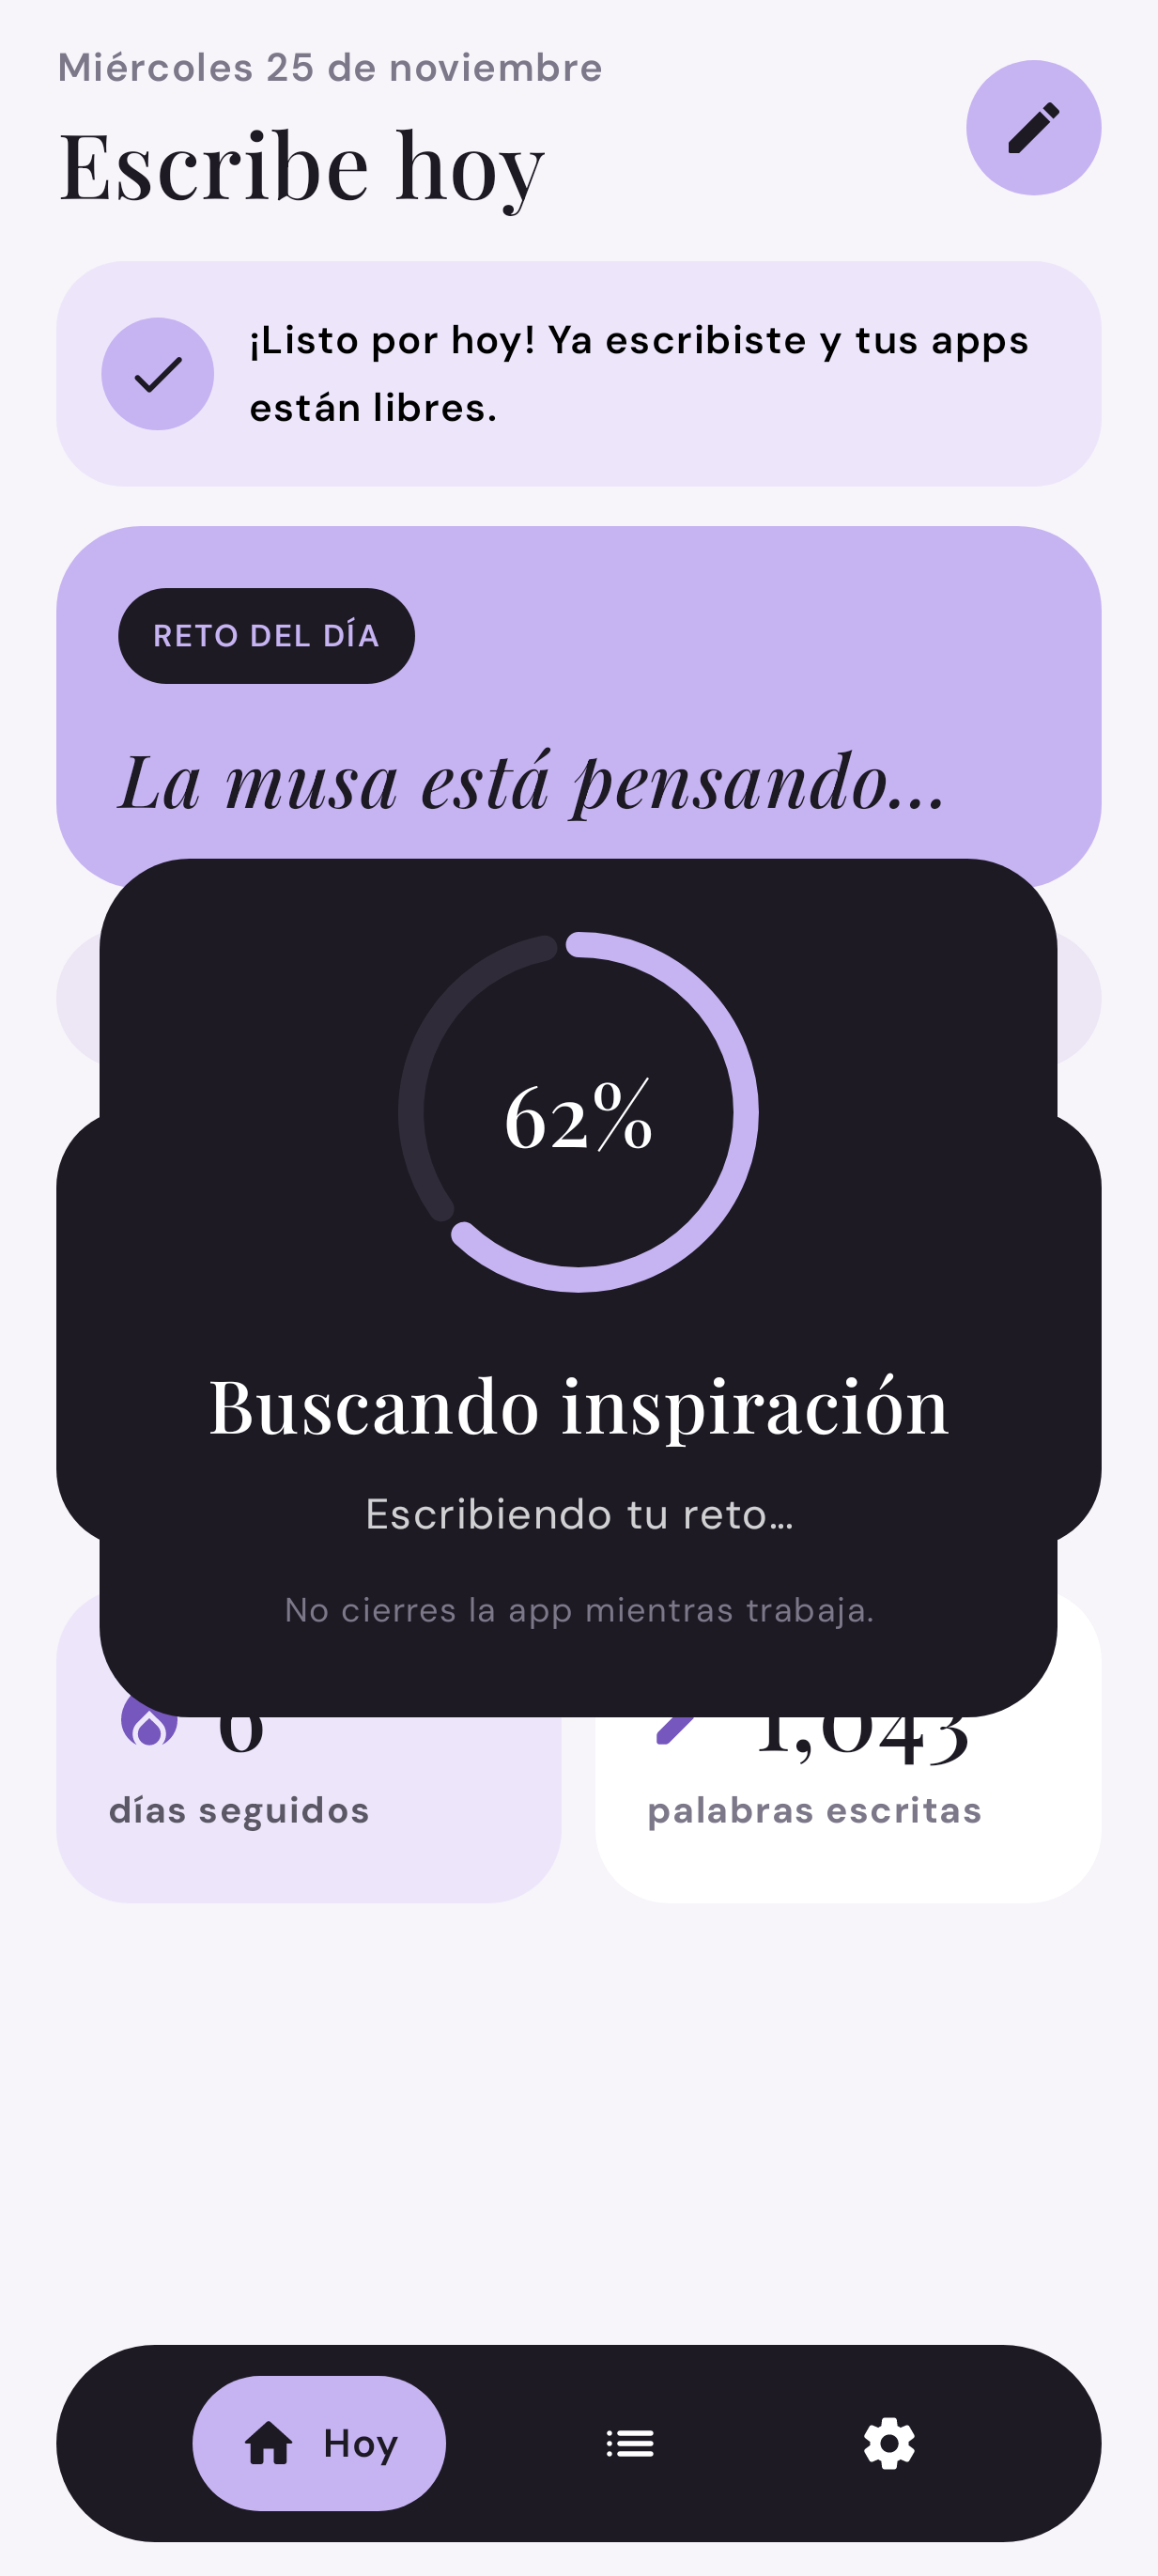 Miércoles 25 de noviembre
Escribe hoy
¡Listo por hoy! Ya escribiste y tus apps
están libres.
RETO DEL DÍA
La musa está pensando...
62%
Buscando inspiración
Escribiendo tu reto...
No cierres la app mientras trabaja.
1,043
días seguidos
palabras escritas
Hoy